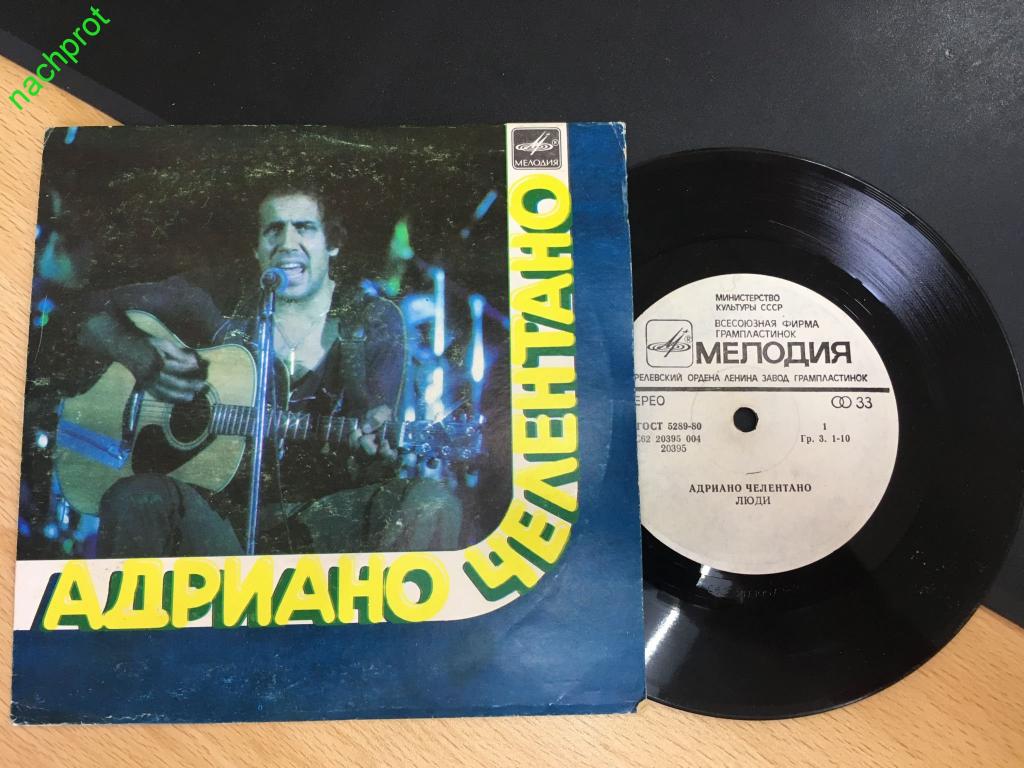 nachprot
® МЕЛОДИЯ
АДРИАНО ЧЕЛЕНТАНО
МИНИСТЕРСТВО
КУЛЬТУРЫ СССР
ВСЕСОЮЗНАЯ ФИРМА
ГРАМПЛАСТИНОК
® МЕЛОДИЯ
РЕЛЕВСКИЙ ОРДЕНА ЛЕНИНА ЗАВОД ГРАМПЛАСТИНОК
ЕРЕО 33
ГОСТ 5289-80 1
С62 20395 004 Гр. 3. 1-10
20395
АДРИАНО ЧЕЛЕНТАНО
ЛЮДИ